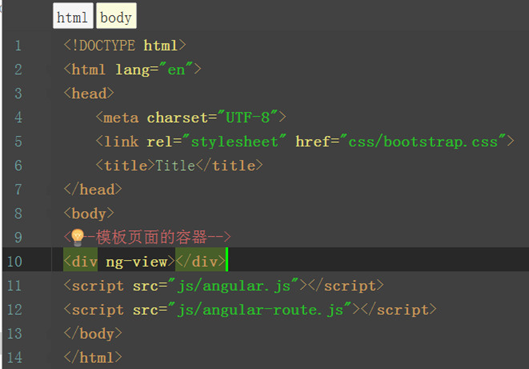 html body
1 <!DOCTYPE html>
2 <html lang="en">
3 <head>
4 <meta charset="UTF-8">
5 <link rel="stylesheet" href="css/bootstrap.css">
6 <title>Title</title>
7 </head>
8 <body>
9 <--模板页面的容器-->
10 <div ng-view></div>
11 <script src="js/angular.js"></script>
12 <script src="js/angular-route.js"></script>
13 </body>
14 </html>